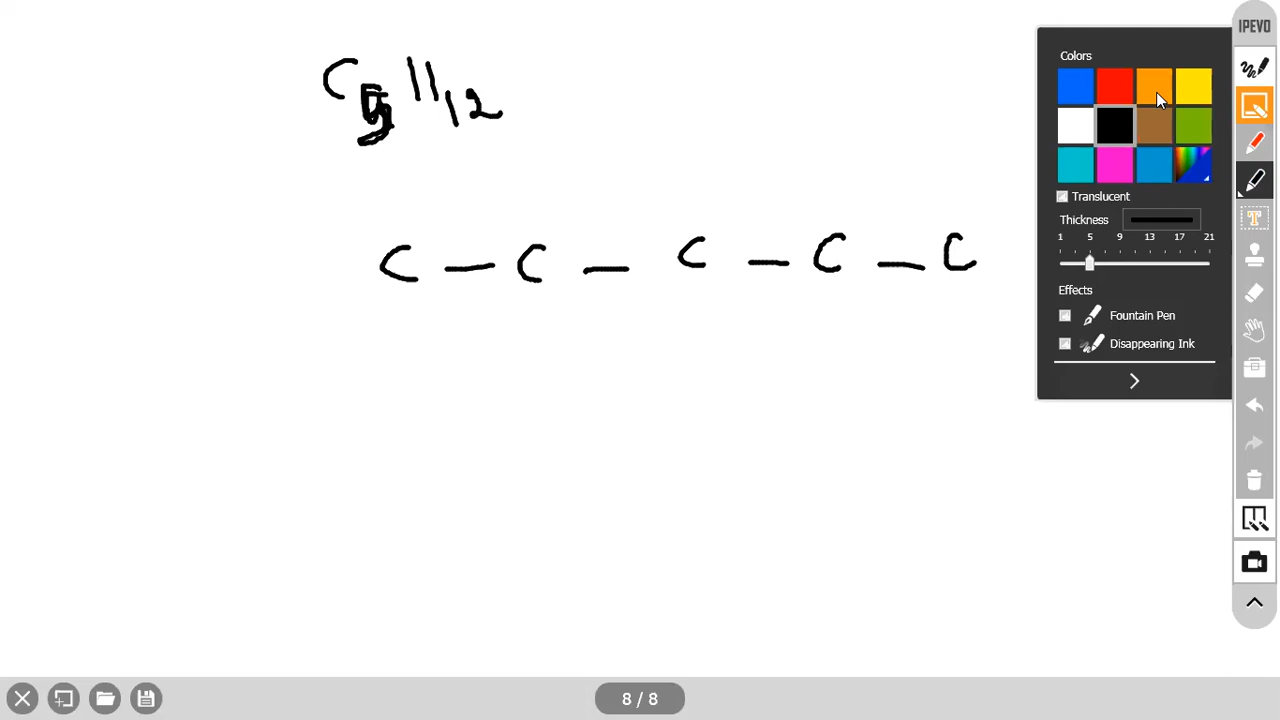 IPEVO
Colors
C₅H₁₂
Translucent
Thickness
1 5 9 13 17 21
C – C – C – C – C
Effects
Fountain Pen
Disappearing Ink
T
8 / 8